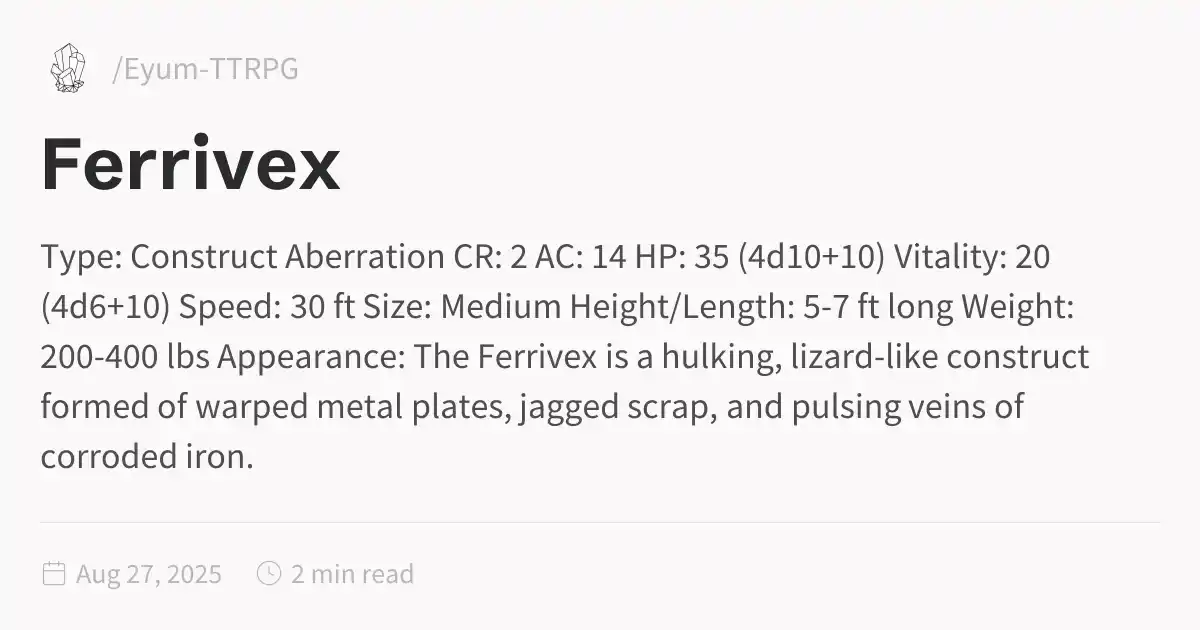 /Eyum-TTRPG
Ferrivex
Type: Construct Aberration CR: 2 AC: 14 HP: 35 (4d10+10) Vitality: 20
(4d6+10) Speed: 30 ft Size: Medium Height/Length: 5-7 ft long Weight:
200-400 lbs Appearance: The Ferrivex is a hulking, lizard-like construct
formed of warped metal plates, jagged scrap, and pulsing veins of
corroded iron.
Aug 27, 2025 2 min read